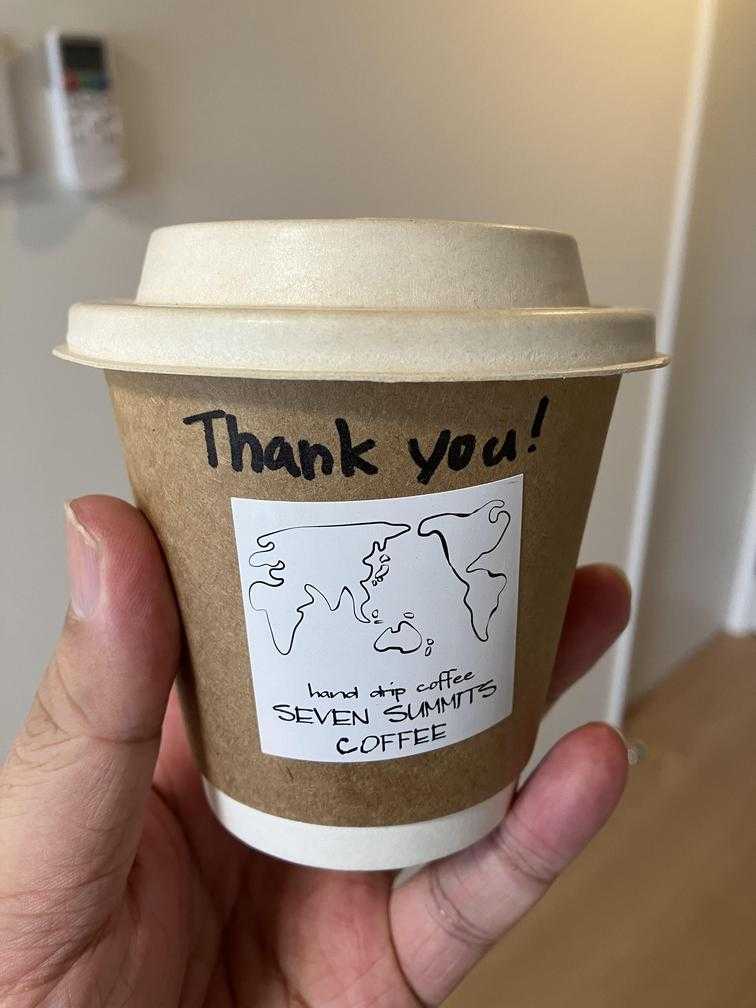 Thank you!
hand drip coffee
SEVEN SUMMITS
COFFEE